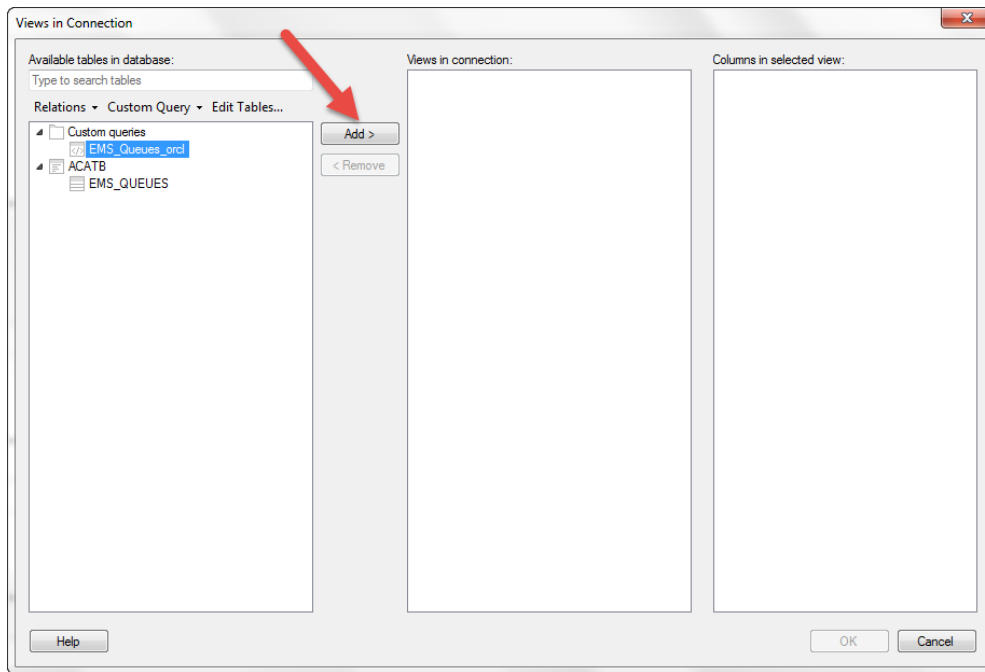 Views in Connection
Available tables in database:
Type to search tables
Relations Custom Query Edit Tables...
Custom queries
EMS_Queues_orcl
ACATB
EMS_QUEUES
Add >
< Remove
Views in connection:
Columns in selected view:
Help
OK
Cancel